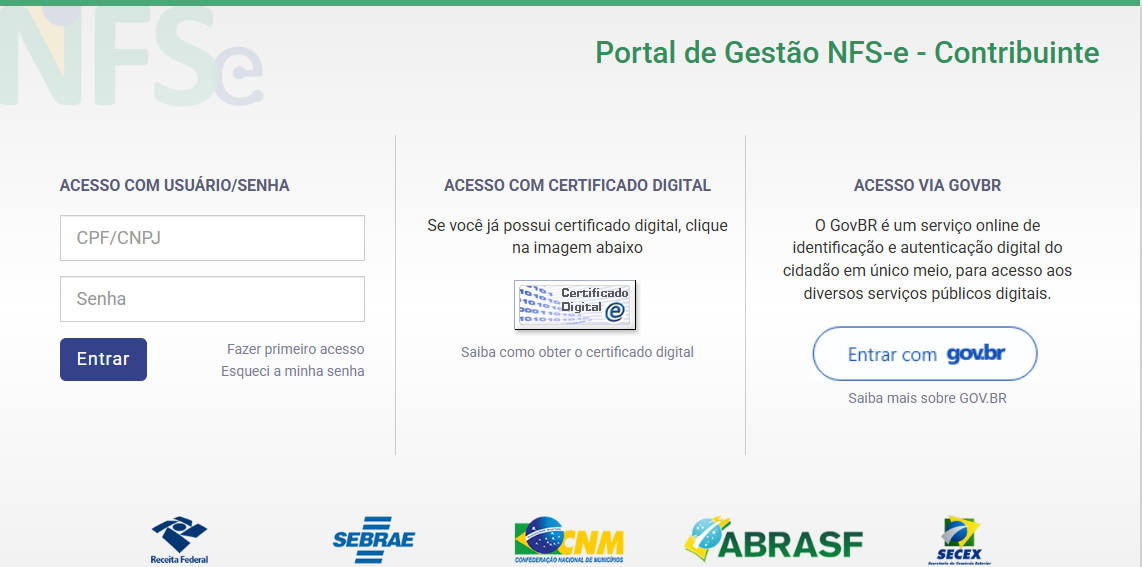 NFSe
Portal de Gestão NFS-e - Contribuinte
ACESSO COM USUÁRIO/SENHA
CPF/CNPJ
Senha
Entrar
Fazer primeiro acesso
Esqueci a minha senha
ACESSO COM CERTIFICADO DIGITAL
Se você já possui certificado digital, clique
na imagem abaixo
Certificado
Digital e
Saiba como obter o certificado digital
ACESSO VIA GOVBR
O GovBR é um serviço online de
identificação e autenticação digital do
cidadão em único meio, para acesso aos
diversos serviços públicos digitais.
Entrar com gov.br
Saiba mais sobre GOV.BR
Receita Federal
SEBRAE
CNM
CONFEDERAÇÃO NACIONAL DE MUNICÍPIOS
ABRASF
SECEX
Secretaria de Comércio Exterior